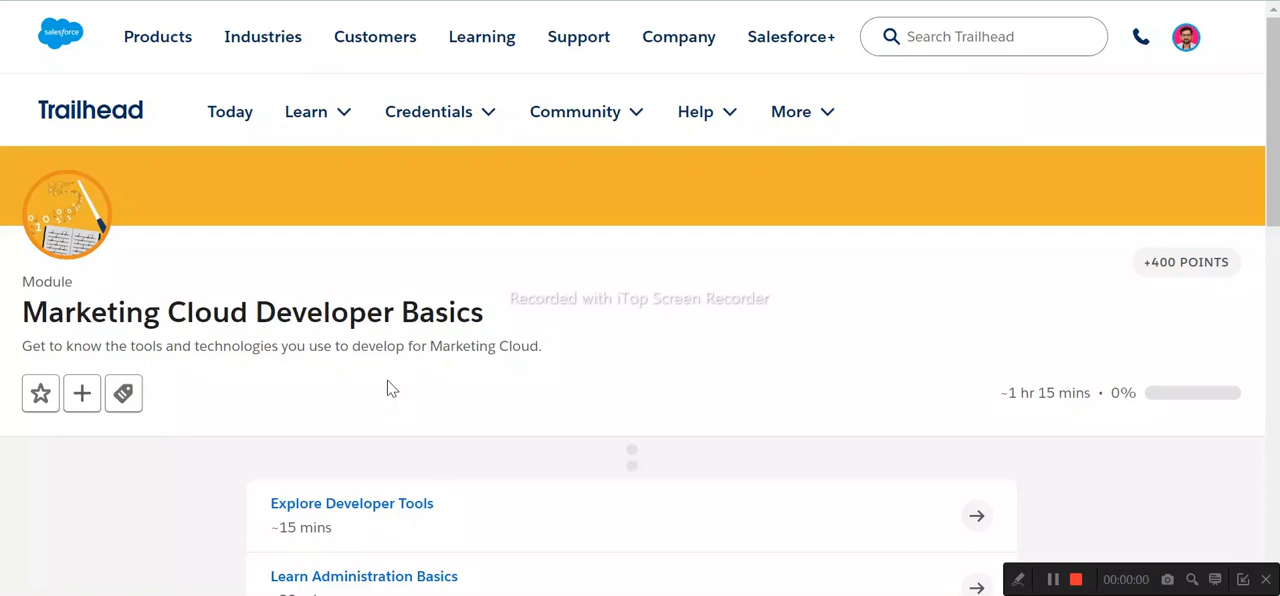 salesforce
Products Industries Customers Learning Support Company Salesforce+ Search Trailhead
Trailhead Today Learn Credentials Community Help More
+400 POINTS
Module
Recorded with iTop Screen Recorder
Marketing Cloud Developer Basics
Get to know the tools and technologies you use to develop for Marketing Cloud.
~1 hr 15 mins • 0%
Explore Developer Tools
~15 mins
Learn Administration Basics
00:00:00